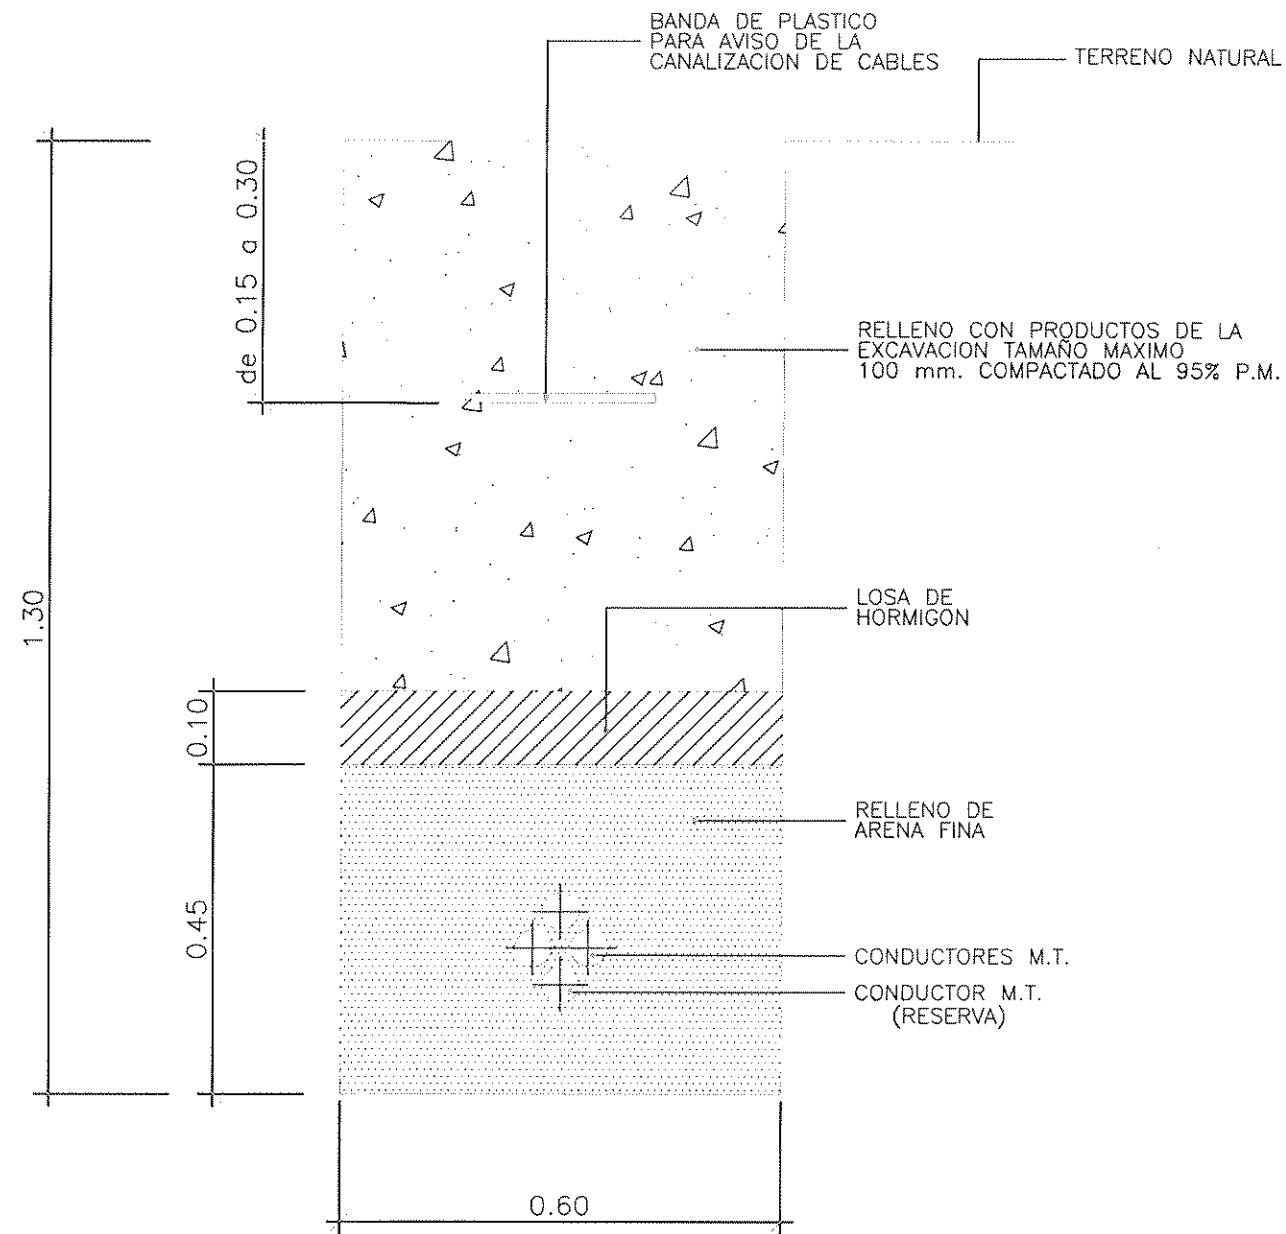 BANDA DE PLASTICO
PARA AVISO DE LA
CANALIZACION DE CABLES
TERRENO NATURAL
de 0.15 a 0.30
RELLENO CON PRODUCTOS DE LA
EXCAVACION TAMAÑO MAXIMO
100 mm. COMPACTADO AL 95% P.M.
1.30
LOSA DE
HORMIGON
0.10
RELLENO DE
ARENA FINA
0.45
CONDUCTORES M.T.
CONDUCTOR M.T.
(RESERVA)
0.60